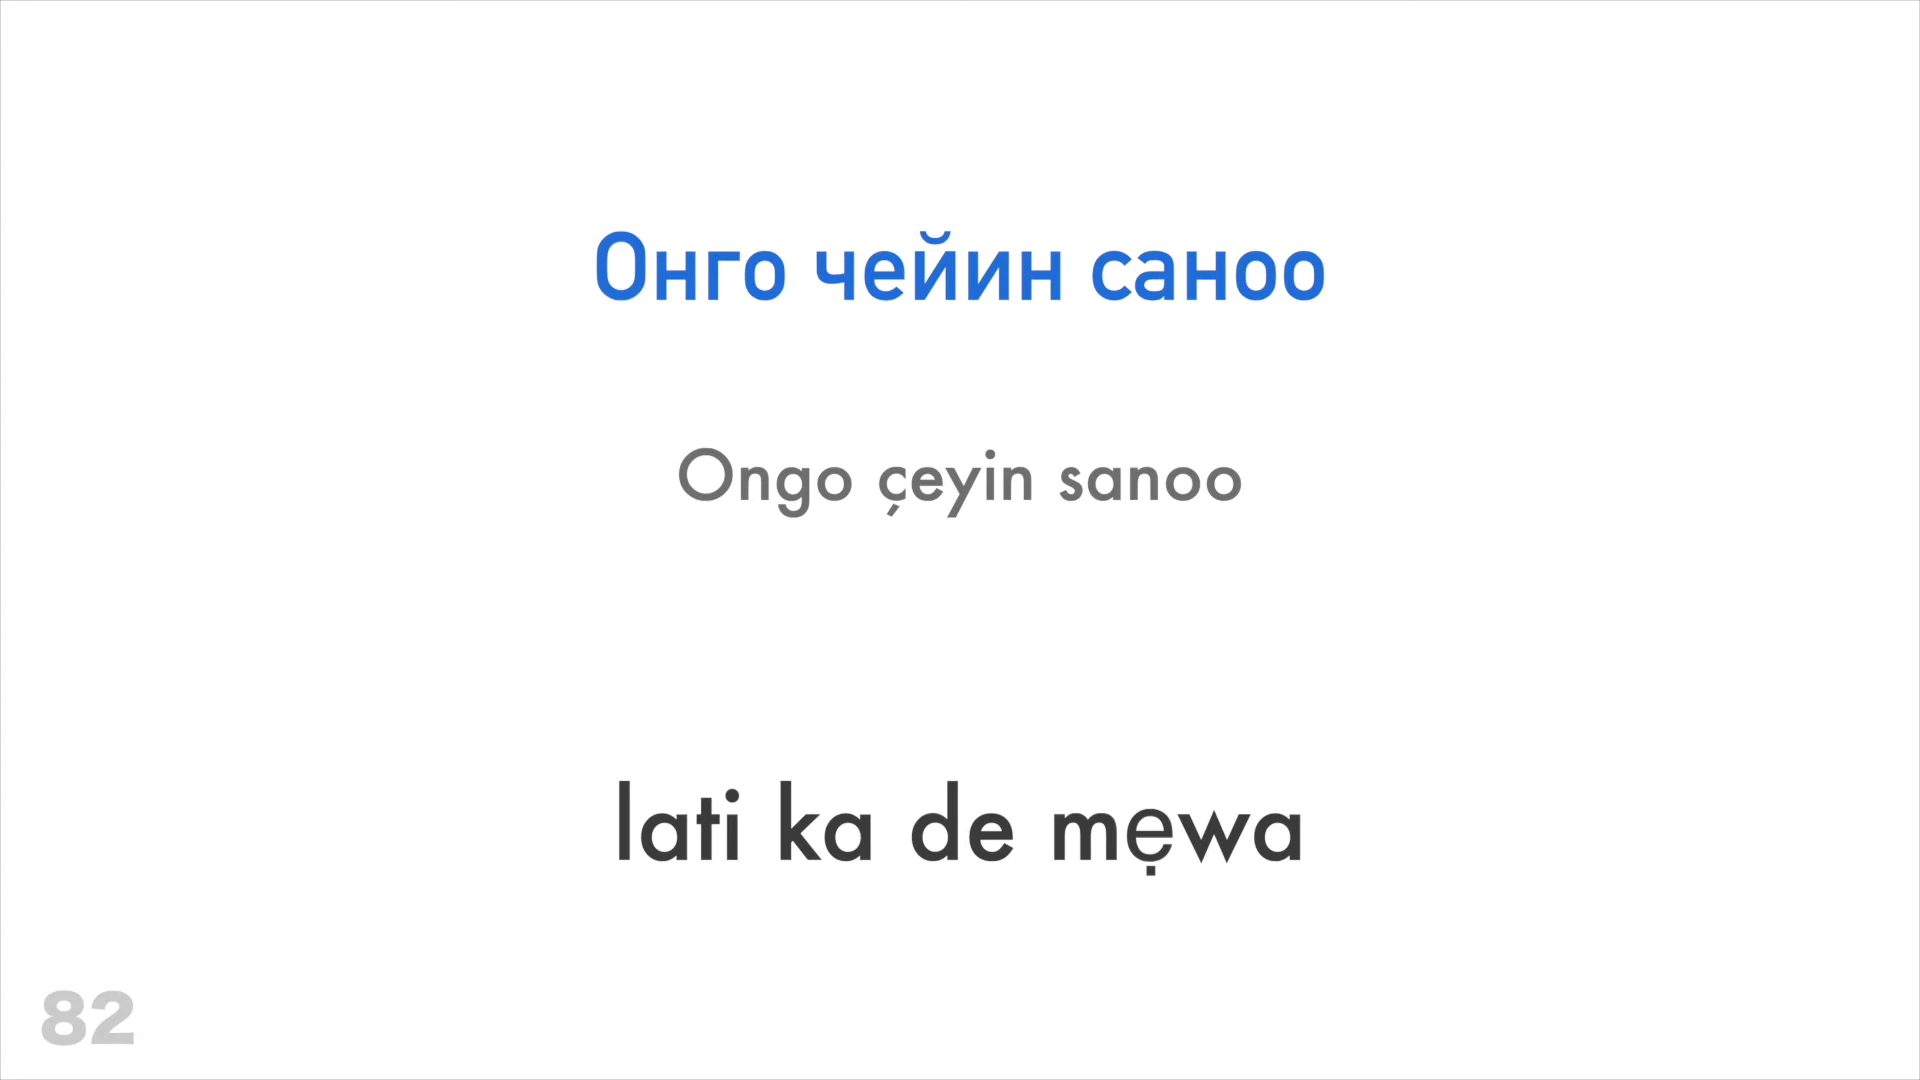 Онго чейин саноо
Ongo çeyin sanoo
lati ka de mẹwa
82